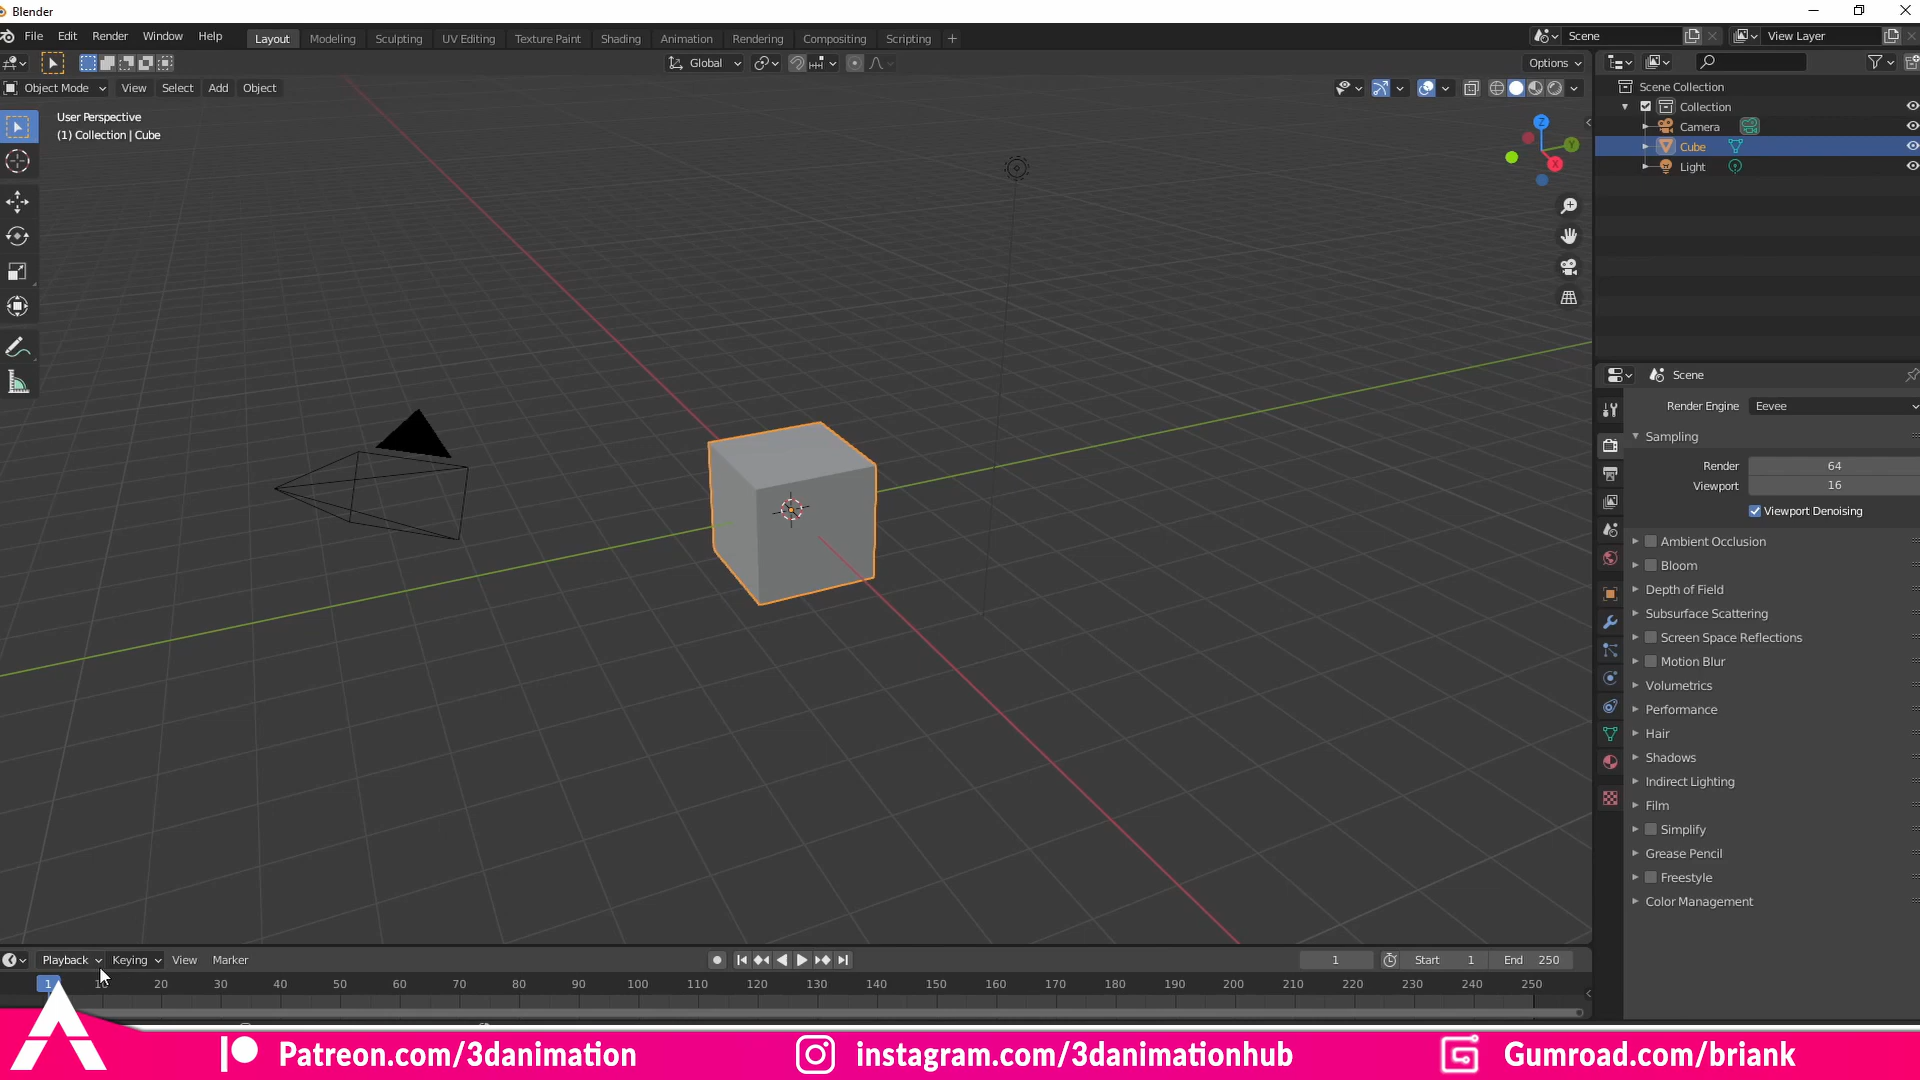 Blender
File Edit Render Window Help Layout Modeling Sculpting UV Editing Texture Paint Shading Animation Rendering Compositing Scripting + Scene View Layer
Global Options
Object Mode View Select Add Object
User Perspective
(1) Collection | Cube
Z
Y
X
Scene Collection
Collection
Camera
Cube
Light
Scene
Render Engine Eevee
Sampling
Render 64
Viewport 16
Viewport Denoising
Ambient Occlusion
Bloom
Depth of Field
Subsurface Scattering
Screen Space Reflections
Motion Blur
Volumetrics
Performance
Hair
Shadows
Indirect Lighting
Film
Simplify
Grease Pencil
Freestyle
Color Management
Playback Keying View Marker 1 Start 1 End 250
1 10 20 30 40 50 60 70 80 90 100 110 120 130 140 150 160 170 180 190 200 210 220 230 240 250
Patreon.com/3danimation instagram.com/3danimationhub Gumroad.com/briank